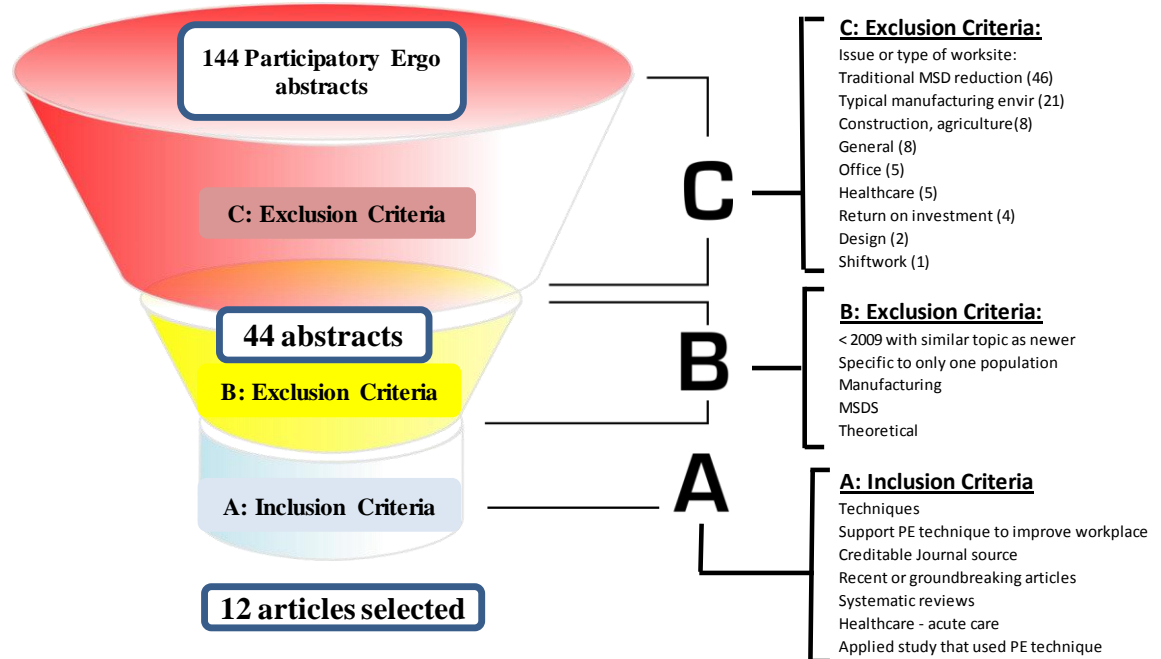 144 Participatory Ergo
abstracts
C: Exclusion Criteria
44 abstracts
B: Exclusion Criteria
A: Inclusion Criteria
12 articles selected
C
B
A
C: Exclusion Criteria:
Issue or type of worksite:
Traditional MSD reduction (46)
Typical manufacturing envir (21)
Construction, agriculture(8)
General (8)
Office (5)
Healthcare (5)
Return on investment (4)
Design (2)
Shiftwork (1)
B: Exclusion Criteria:
< 2009 with similar topic as newer
Specific to only one population
Manufacturing
MSDS
Theoretical
A: Inclusion Criteria
Techniques
Support PE technique to improve workplace
Creditable Journal source
Recent or groundbreaking articles
Systematic reviews
Healthcare - acute care
Applied study that used PE technique